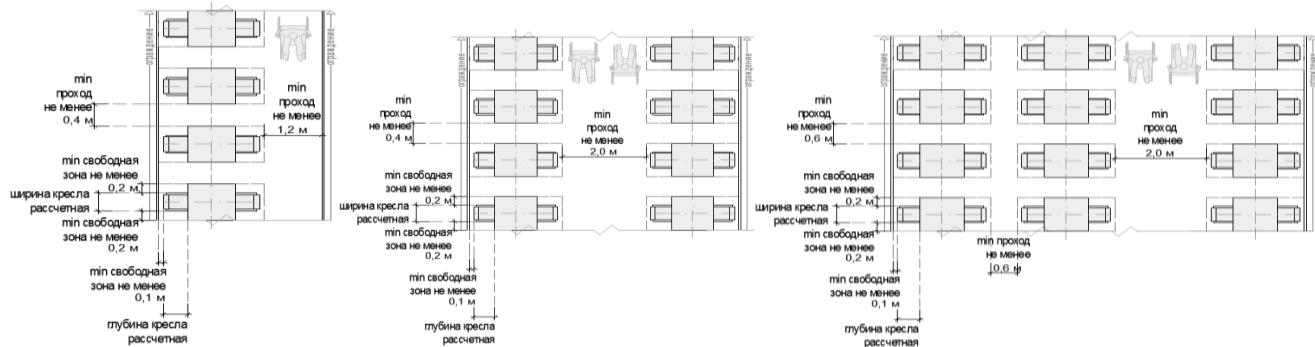 ограждение
ограждение
min
проход
не менее
0,4 м
min
проход
не менее
1,2 м
min свободная
зона не менее
0,2 м
ширина кресла
рассчетная
min свободная
зона не менее
0,2 м
min свободная
зона не менее
0,1 м
глубина кресла
рассчетная
ограждение
ограждение
min
проход
не менее
0,4 м
min
проход
не менее
2,0 м
min свободная
зона не менее
0,2 м
ширина кресла
рассчетная
min свободная
зона не менее
0,2 м
min свободная
зона не менее
0,1 м
глубина кресла
рассчетная
ограждение
ограждение
min
проход
не менее
0,6 м
min
проход
не менее
2,0 м
min свободная
зона не менее
0,2 м
ширина кресла
рассчетная
min свободная
зона не менее
0,2 м
min проход
не менее
0,6 м
min свободная
зона не менее
0,1 м
глубина кресла
рассчетная